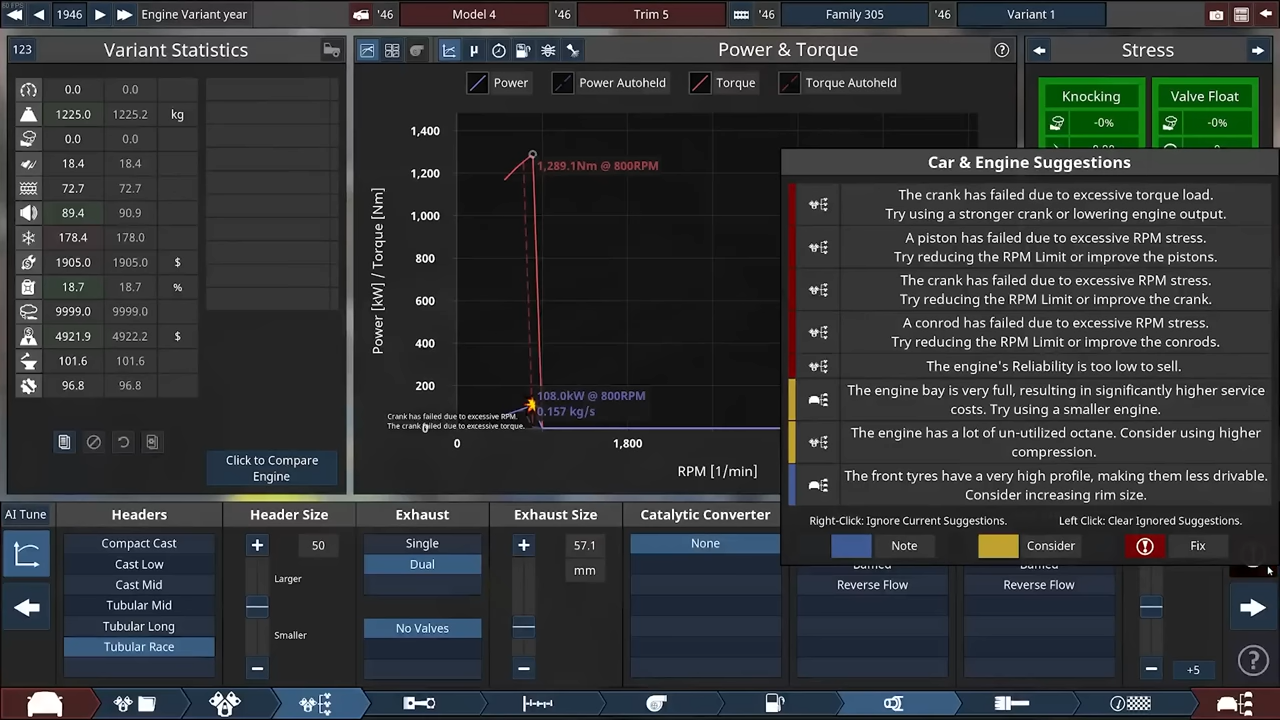 60 FPS
1946
Engine Variant year
'46
Model 4
'46
Trim 5
'46
Family 305
'46
Variant 1
123
Variant Statistics
0.0 0.0
1225.0 1225.2 kg
0.0 0.0
18.4 18.4
72.7 72.7
89.4 90.9
178.4 178.0
1905.0 1905.0 $
18.7 18.7 %
9999.0 9999.0
4921.9 4922.2 $
101.6 101.6
96.8 96.8
Click to Compare
Engine
μ
Power & Torque
?
Power
Power Autoheld
Torque
Torque Autoheld
Power [kW] / Torque [Nm]
1,400
1,200
1,000
800
600
400
200
0
1,289.1Nm @ 800RPM
108.0kW @ 800RPM
0.157 kg/s
Crank has failed due to excessive RPM.
The crank has failed due to excessive torque.
0
1,800
RPM [1/min]
Stress
Knocking
-0%
Valve Float
-0%
Car & Engine Suggestions
The crank has failed due to excessive torque load.
Try using a stronger crank or lowering engine output.
A piston has failed due to excessive RPM stress.
Try reducing the RPM Limit or improve the pistons.
The crank has failed due to excessive RPM stress.
Try reducing the RPM Limit or improve the crank.
A conrod has failed due to excessive RPM stress.
Try reducing the RPM Limit or improve the conrods.
The engine's Reliability is too low to sell.
The engine bay is very full, resulting in significantly higher service
costs. Try using a smaller engine.
The engine has a lot of un-utilized octane. Consider using higher
compression.
The front tyres have a very high profile, making them less drivable.
Consider increasing rim size.
Right-Click: Ignore Current Suggestions.
Left Click: Clear Ignored Suggestions.
Note
Consider
Fix
AI Tune
Headers
Compact Cast
Cast Low
Cast Mid
Tubular Mid
Tubular Long
Tubular Race
Header Size
+
50
Larger
Smaller
−
Exhaust
Single
Dual
No Valves
Exhaust Size
+
57.1
mm
−
Catalytic Converter
None
Reverse Flow
Reverse Flow
−
+5
?